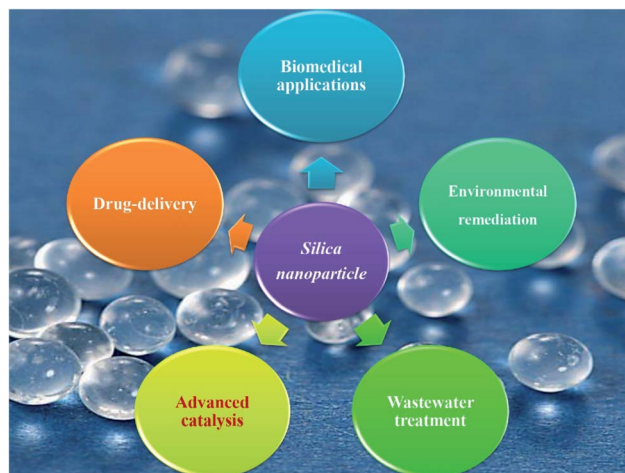 Biomedical
applications
Drug-delivery
Environmental
remediation
Silica
nanoparticle
Advanced
catalysis
Wastewater
treatment